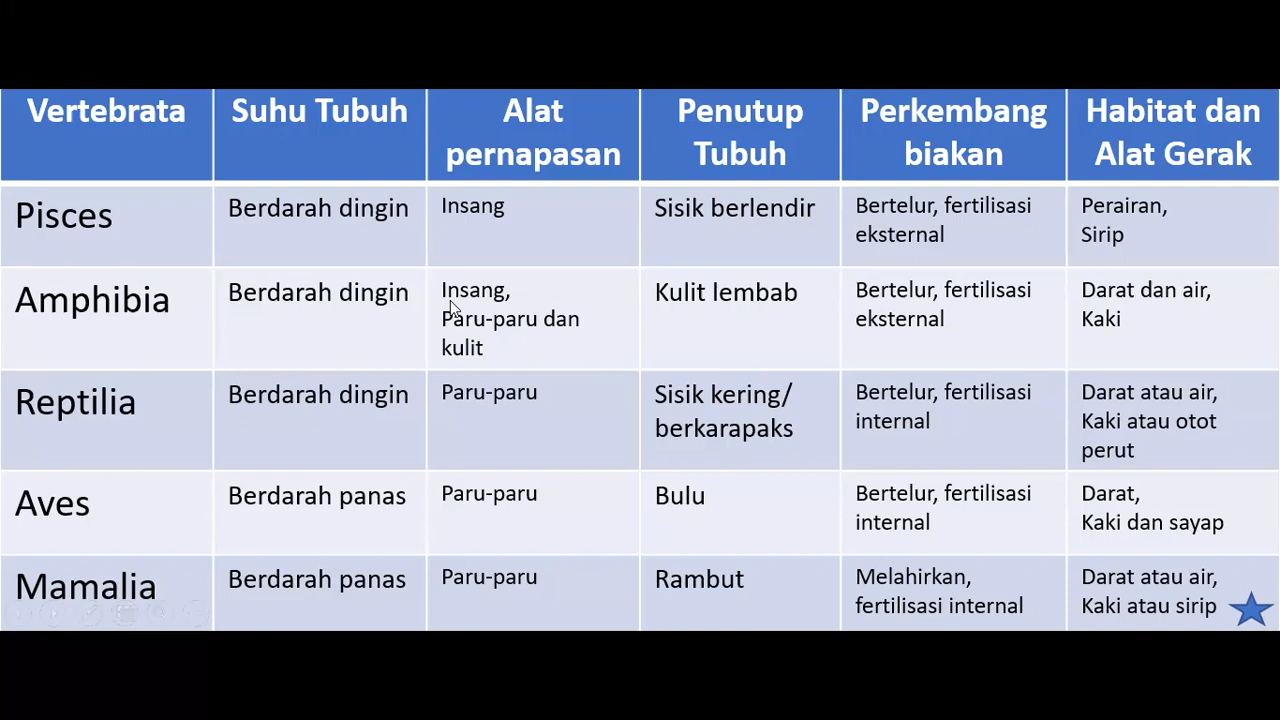 Vertebrata
Suhu Tubuh
Alat
pernapasan
Penutup
Tubuh
Perkembang
biakan
Habitat dan
Alat Gerak
Pisces
Berdarah dingin
Insang
Sisik berlendir
Bertelur, fertilisasi
eksternal
Perairan,
Sirip
Amphibia
Berdarah dingin
Insang,
Paru-paru dan
kulit
Kulit lembab
Bertelur, fertilisasi
eksternal
Darat dan air,
Kaki
Reptilia
Berdarah dingin
Paru-paru
Sisik kering/
berkarapaks
Bertelur, fertilisasi
internal
Darat atau air,
Kaki atau otot
perut
Aves
Berdarah panas
Paru-paru
Bulu
Bertelur, fertilisasi
internal
Darat,
Kaki dan sayap
Mamalia
Berdarah panas
Paru-paru
Rambut
Melahirkan,
fertilisasi internal
Darat atau air,
Kaki atau sirip